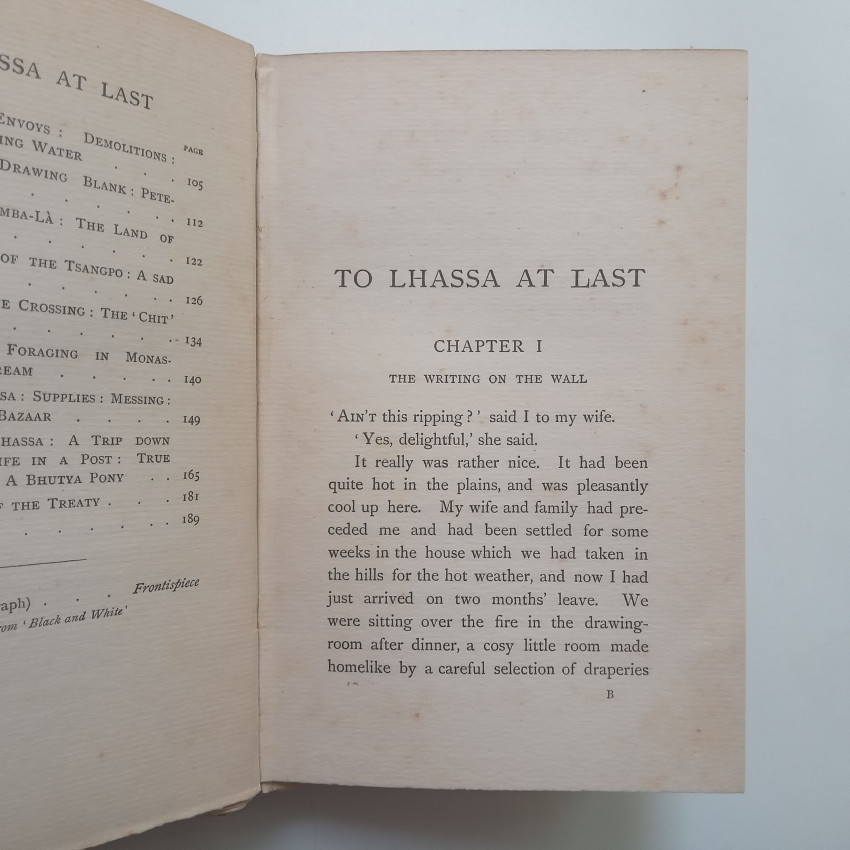 SSA AT LAST
PAGE
ENVOYS : DEMOLITIONS :
ING WATER . . . 105
DRAWING BLANK : PETE-
. . . . . . 112
MBA-LÀ : THE LAND OF
. . . . . . 122
OF THE TSANGPO : A SAD
. . . . . . 126
E CROSSING : THE ‘CHIT’
. . . . . . 134
FORAGING IN MONAS-
REAM . . . . 140
SA : SUPPLIES : MESSING :
BAZAAR . . . . 149
HASSA : A TRIP DOWN
IFE IN A POST : TRUE
A BHUTYA PONY . . 165
F THE TREATY . . . 181
. . . . . . 189
aph) . . . Frontispiece
rom ‘Black and White’
TO LHASSA AT LAST
CHAPTER I
THE WRITING ON THE WALL
‘AIN’T this ripping?’ said I to my wife.
‘Yes, delightful,’ she said.
It really was rather nice. It had been
quite hot in the plains, and was pleasantly
cool up here. My wife and family had pre-
ceded me and had been settled for some
weeks in the house which we had taken in
the hills for the hot weather, and now I had
just arrived on two months’ leave. We
were sitting over the fire in the drawing-
room after dinner, a cosy little room made
homelike by a careful selection of draperies
B